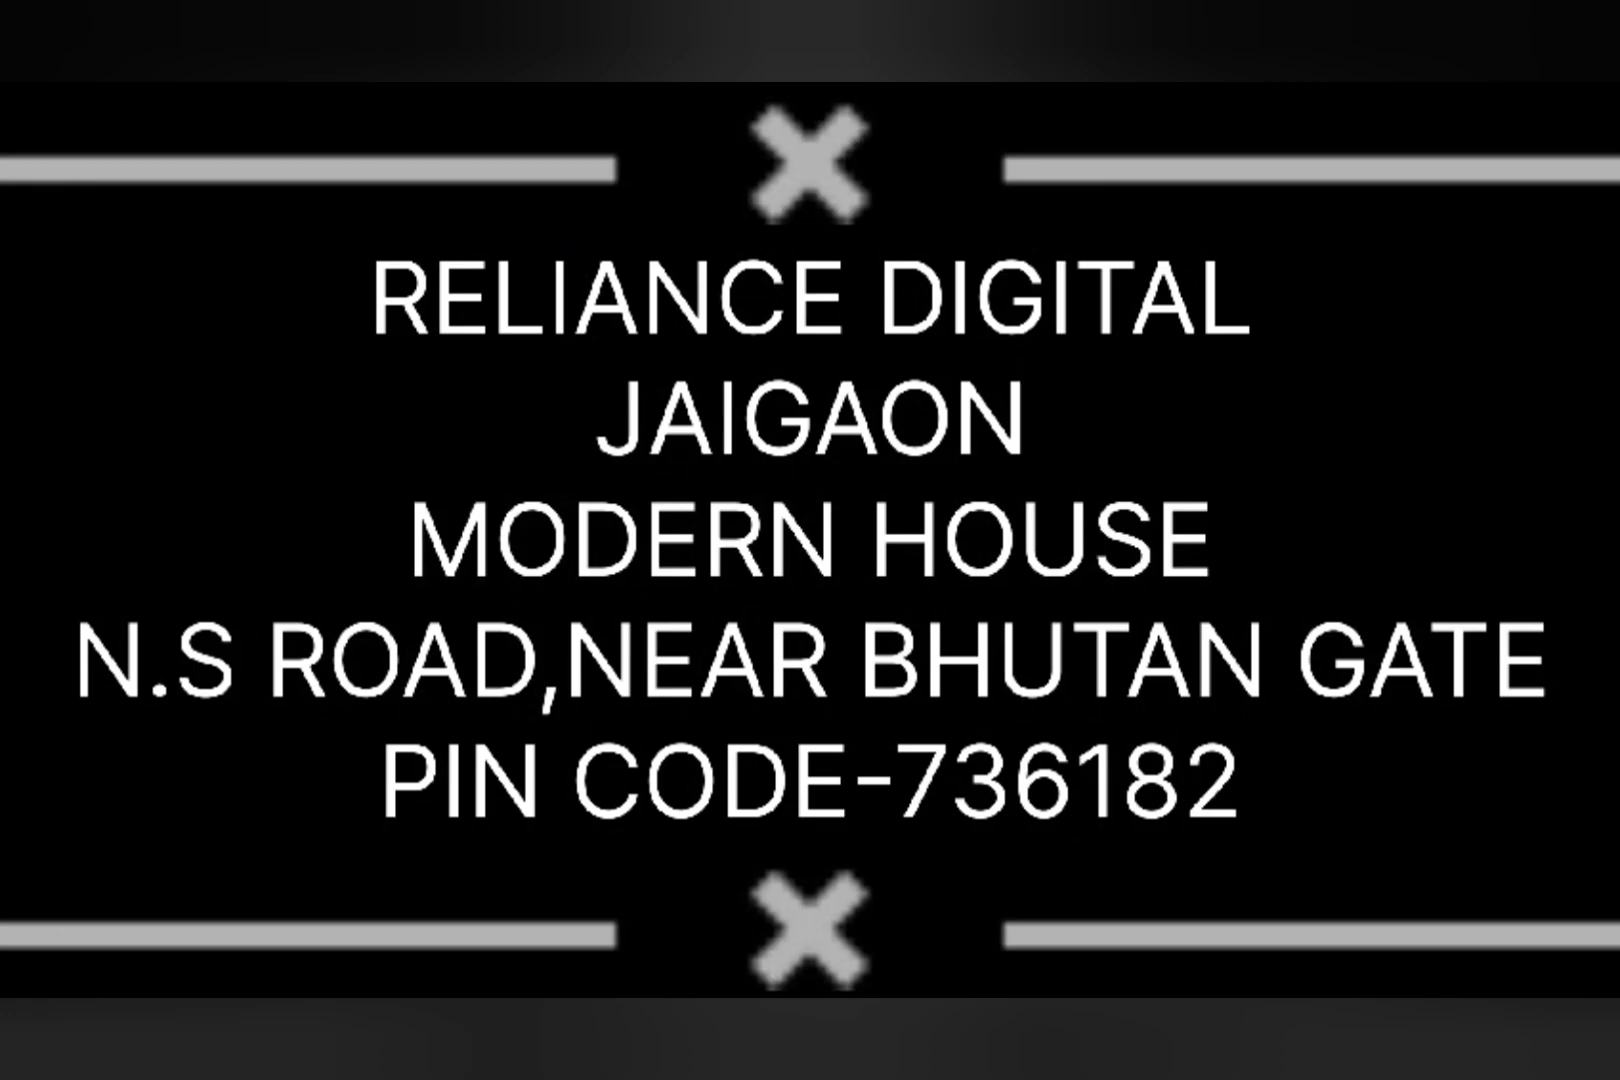 RELIANCE DIGITAL
JAIGAON
MODERN HOUSE
N.S ROAD,NEAR BHUTAN GATE
PIN CODE-736182